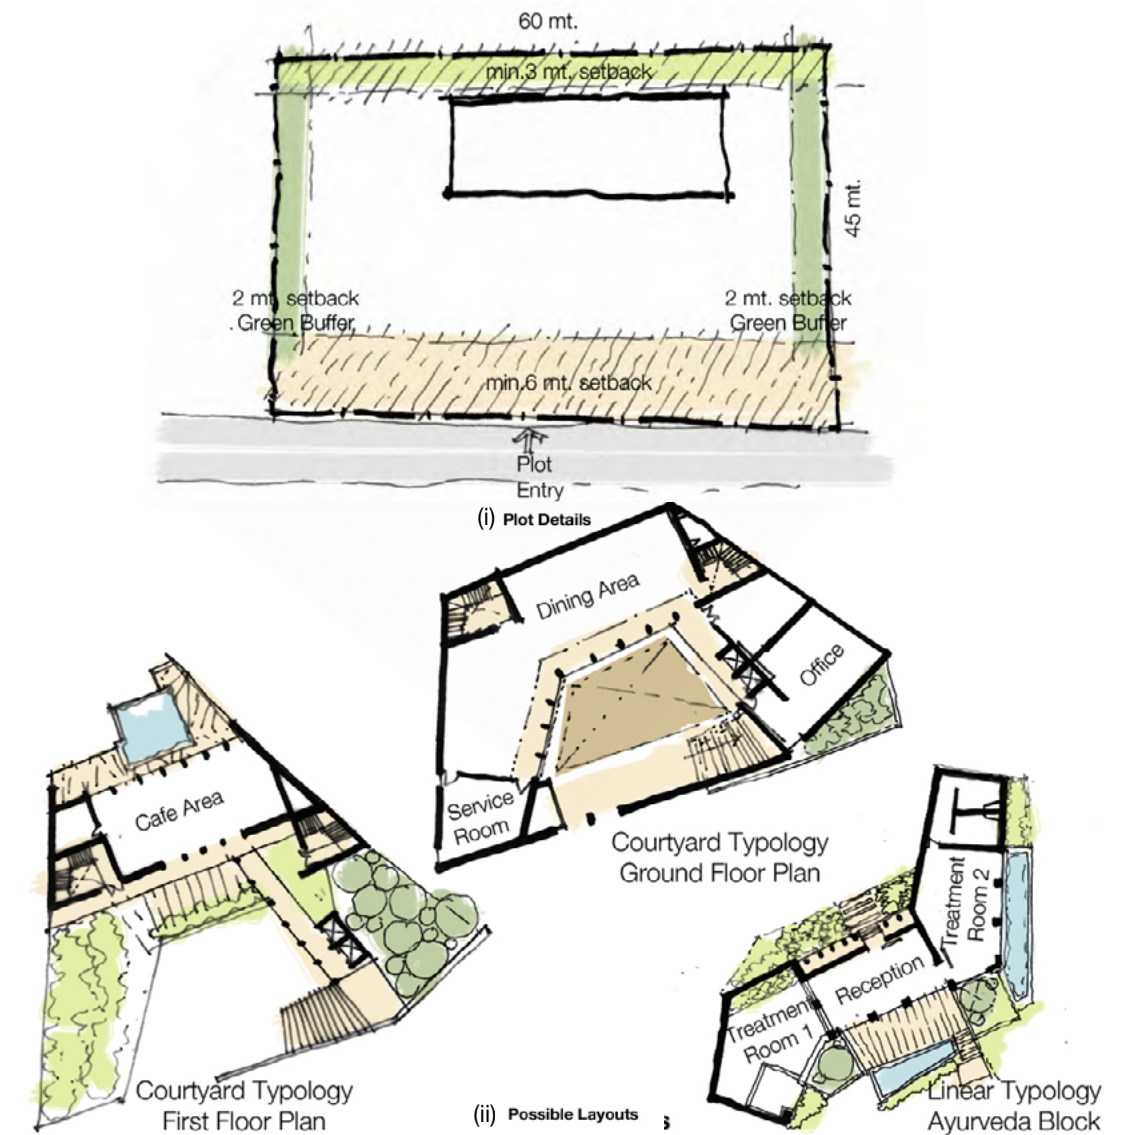 60 mt.
min.3 mt. setback
45 mt.
2 mt. setback
Green Buffer
2 mt. setback
Green Buffer
min.6 mt. setback
Plot
Entry
(i) Plot Details
Dining Area
Office
Service
Room
Courtyard Typology
Ground Floor Plan
Cafe Area
Courtyard Typology
First Floor Plan
Treatment
Room 2
Reception
Treatment
Room 1
Linear Typology
Ayurveda Block
(ii) Possible Layouts
s